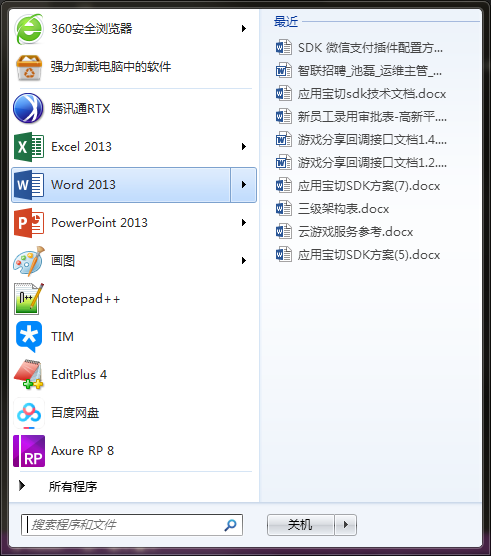 360安全浏览器
强力卸载电脑中的软件
腾讯通RTX
Excel 2013
Word 2013
PowerPoint 2013
画图
Notepad++
TIM
EditPlus 4
百度网盘
Axure RP 8
所有程序
搜索程序和文件
最近
SDK 微信支付插件配置方...
智联招聘_池磊_运维主管_...
应用宝切sdk技术文档.docx
新员工录用审批表-高新平....
游戏分享回调接口文档1.4....
游戏分享回调接口文档1.2....
应用宝切SDK方案(7).docx
三级架构表.docx
云游戏服务参考.docx
应用宝切SDK方案(5).docx
关机